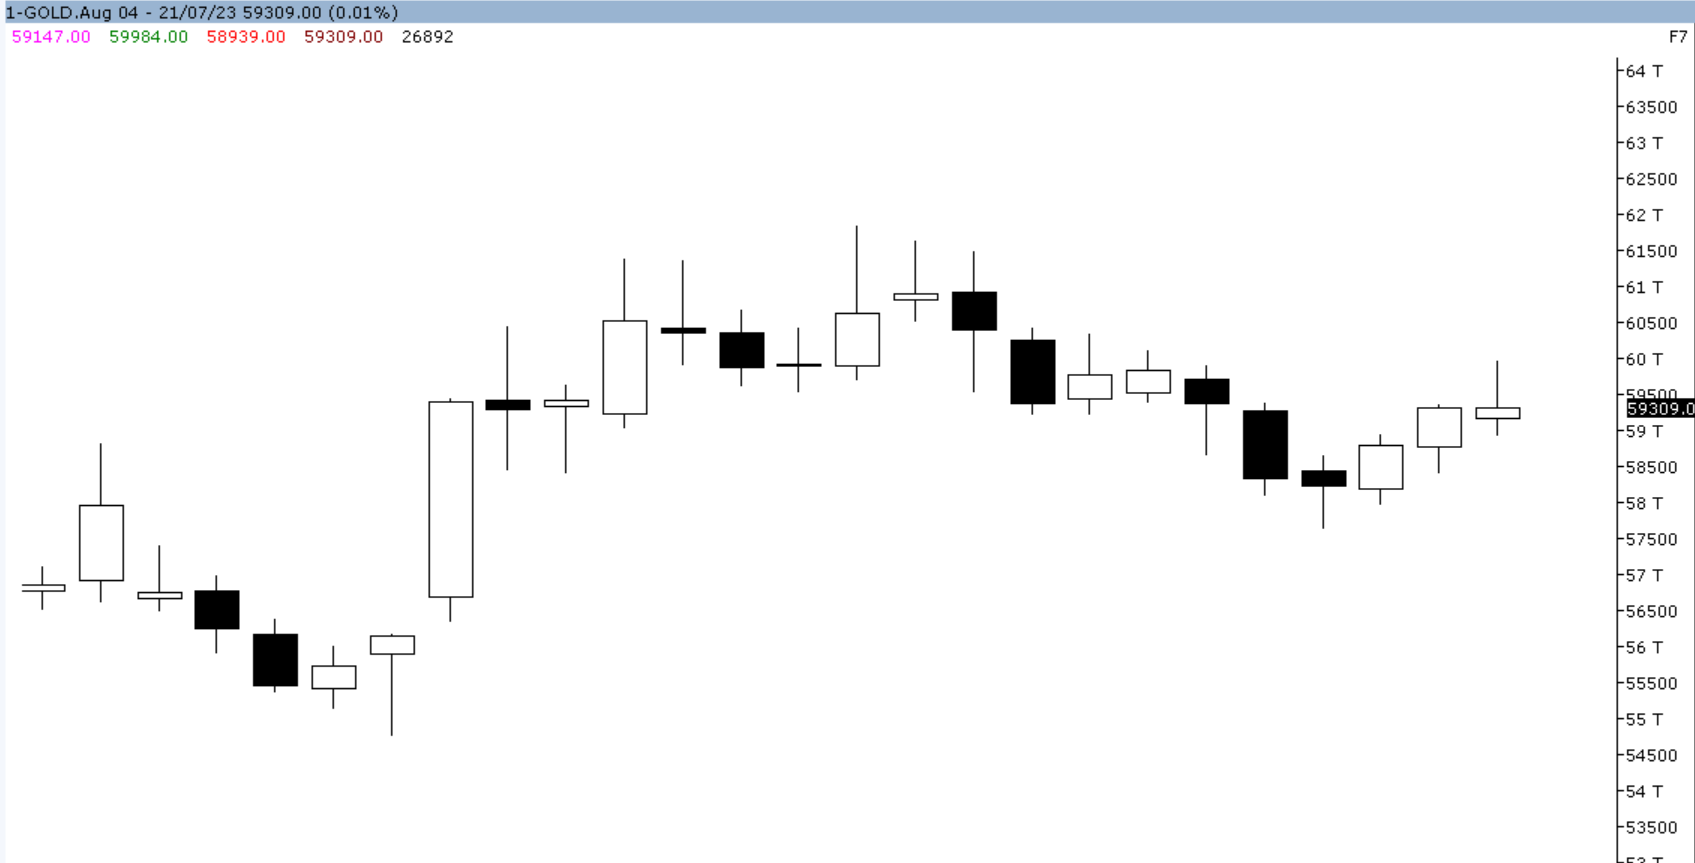 1-GOLD.Aug 04 - 21/07/23 59309.00 (0.01%)
59147.00 59984.00 58939.00 59309.00 26892 F7
64 T
63500
63 T
62500
62 T
61500
61 T
60500
60 T
59500
59309.0
59 T
58500
58 T
57500
57 T
56500
56 T
55500
55 T
54500
54 T
53500
53 T